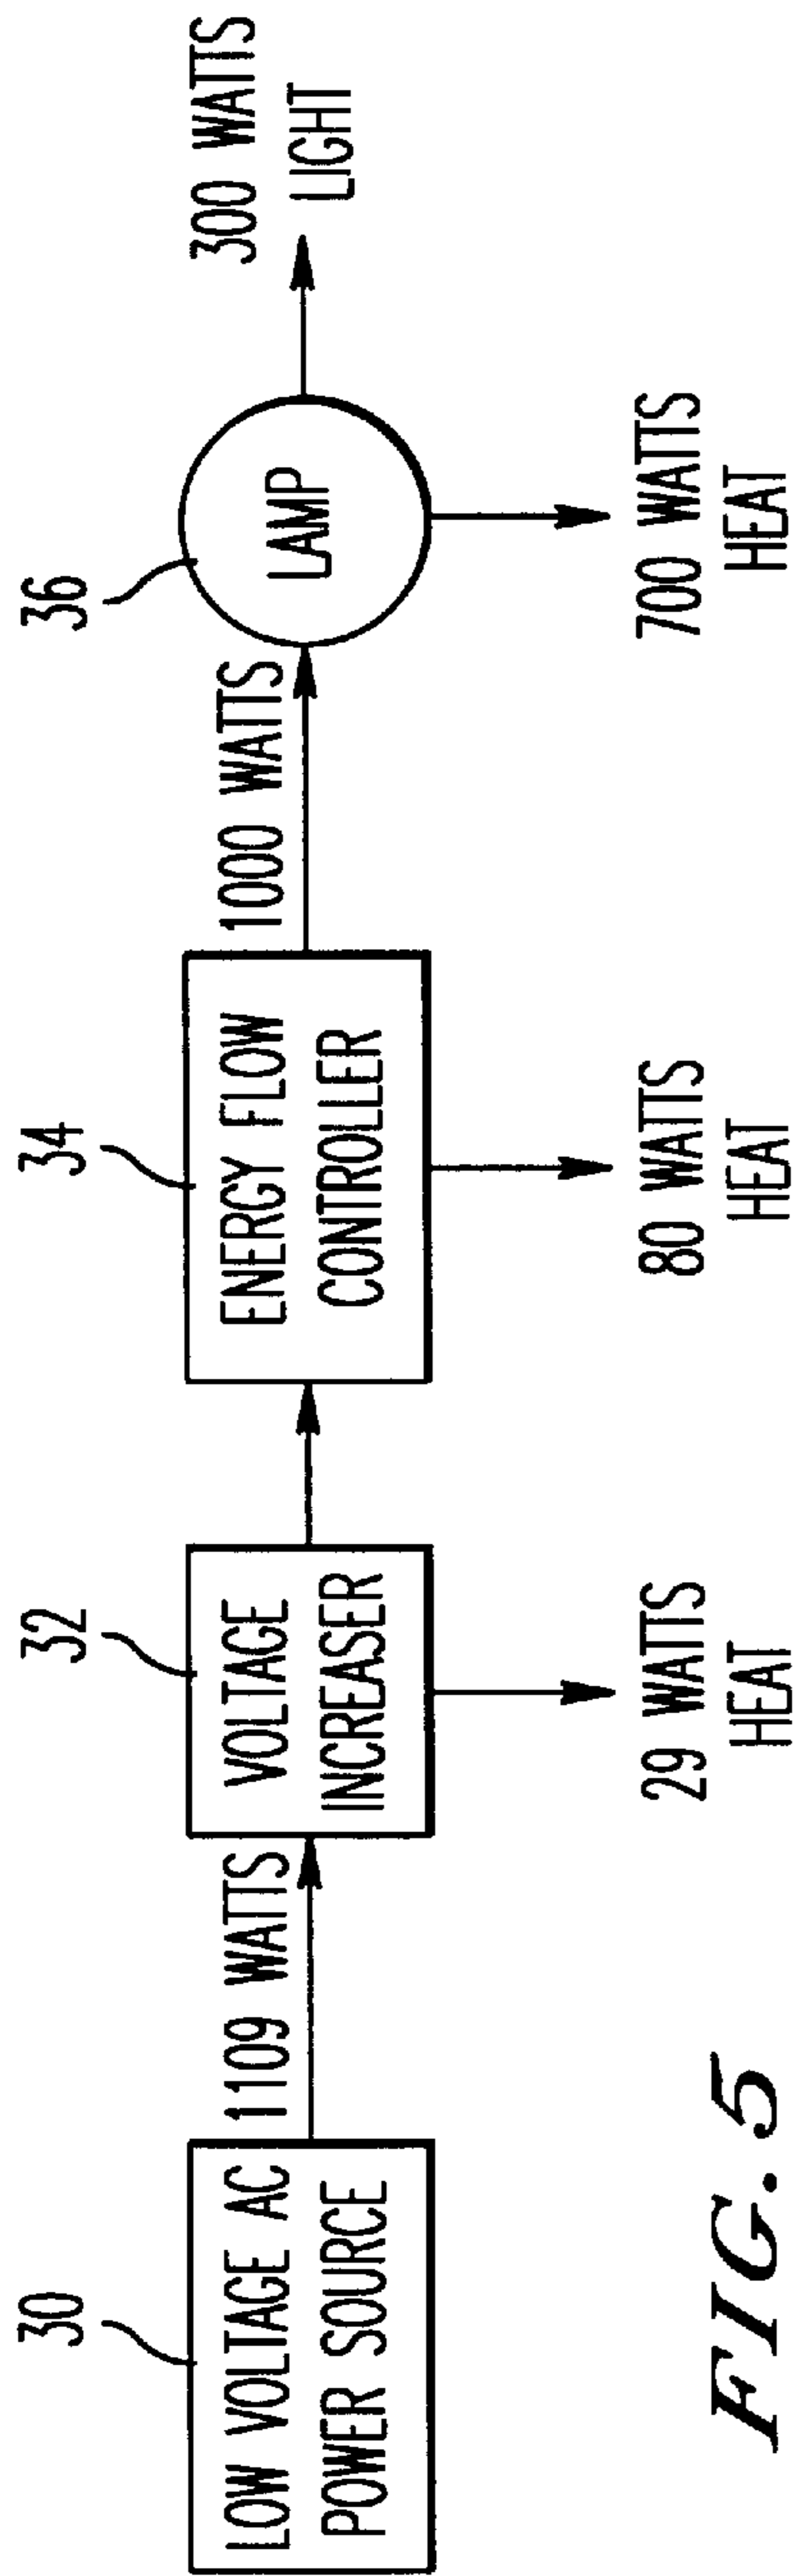 30
LOW VOLTAGE AC
POWER SOURCE
1109 WATTS
32
VOLTAGE
INCREASER
29 WATTS
HEAT
34
ENERGY FLOW
CONTROLLER
80 WATTS
HEAT
1000 WATTS
36
LAMP
700 WATTS
HEAT
300 WATTS
LIGHT
FIG. 5